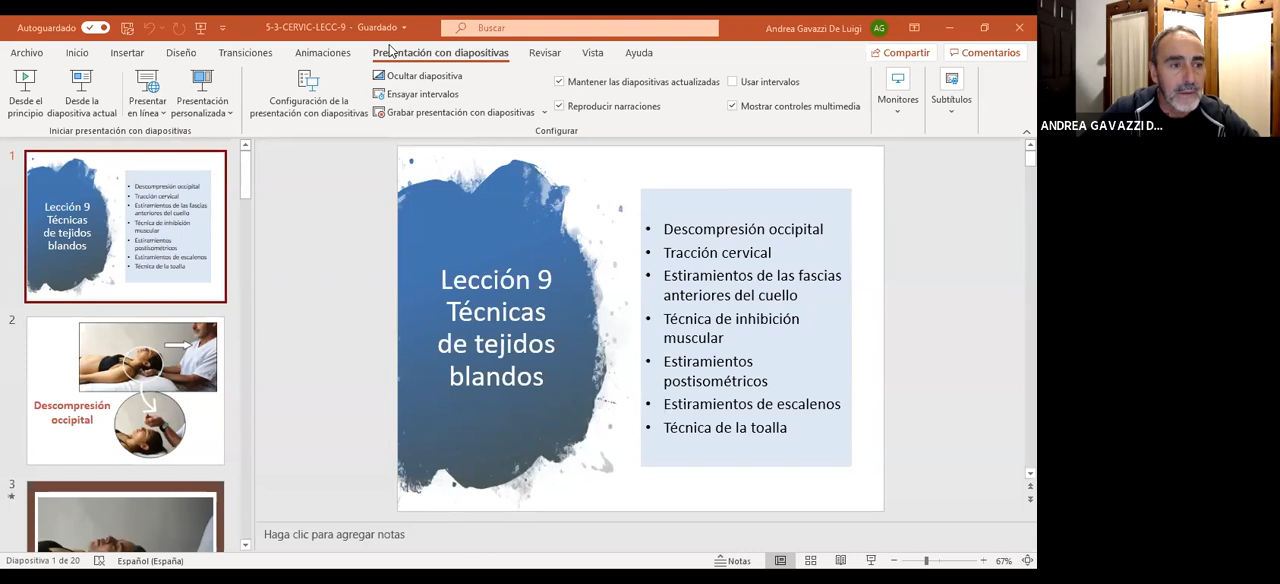 Autoguardado
5-3-CERVIC-LECC-9 - Guardado
Buscar
Andrea Gavazzi De Luigi
AG
Archivo
Inicio
Insertar
Diseño
Transiciones
Animaciones
Presentación con diapositivas
Revisar
Vista
Ayuda
Compartir
Comentarios
Desde el
principio
Desde la
diapositiva actual
Presentar
en línea
Presentación
personalizada
Iniciar presentación con diapositivas
Configuración de la
presentación con diapositivas
Ocultar diapositiva
Ensayar intervalos
Grabar presentación con diapositivas
Mantener las diapositivas actualizadas
Usar intervalos
Reproducir narraciones
Mostrar controles multimedia
Configurar
Monitores
Subtítulos
ANDREA GAVAZZI D...
1
Lección 9
Técnicas
de tejidos
blandos
• Descompresión occipital
• Tracción cervical
• Estiramientos de las fascias
anteriores del cuello
• Técnica de inhibición
muscular
• Estiramientos
postisométricos
• Estiramientos de escalenos
• Técnica de la toalla
2
Descompresión
occipital
3
Lección 9
Técnicas
de tejidos
blandos
• Descompresión occipital
• Tracción cervical
• Estiramientos de las fascias
anteriores del cuello
• Técnica de inhibición
muscular
• Estiramientos
postisométricos
• Estiramientos de escalenos
• Técnica de la toalla
Haga clic para agregar notas
Diapositiva 1 de 20
Español (España)
Notas
67%